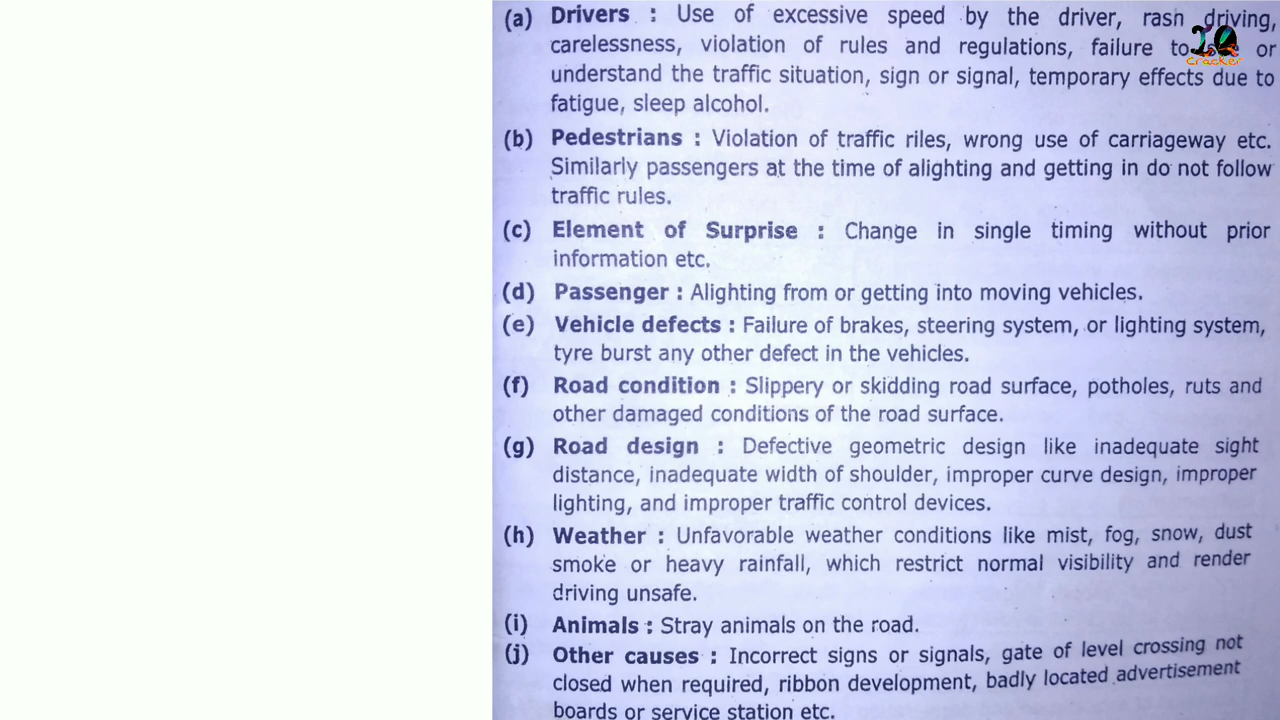 (a) Drivers : Use of excessive speed by the driver, rash driving,
carelessness, violation of rules and regulations, failure to or
understand the traffic situation, sign or signal, temporary effects due to
fatigue, sleep alcohol.
(b) Pedestrians : Violation of traffic riles, wrong use of carriageway etc.
Similarly passengers at the time of alighting and getting in do not follow
traffic rules.
(c) Element of Surprise : Change in single timing without prior
information etc.
(d) Passenger : Alighting from or getting into moving vehicles.
(e) Vehicle defects : Failure of brakes, steering system, or lighting system,
tyre burst any other defect in the vehicles.
(f) Road condition : Slippery or skidding road surface, potholes, ruts and
other damaged conditions of the road surface.
(g) Road design : Defective geometric design like inadequate sight
distance, inadequate width of shoulder, improper curve design, improper
lighting, and improper traffic control devices.
(h) Weather : Unfavorable weather conditions like mist, fog, snow, dust
smoke or heavy rainfall, which restrict normal visibility and render
driving unsafe.
(i) Animals : Stray animals on the road.
(j) Other causes : Incorrect signs or signals, gate of level crossing not
closed when required, ribbon development, badly located advertisement
boards or service station etc.
IQ
Cracker